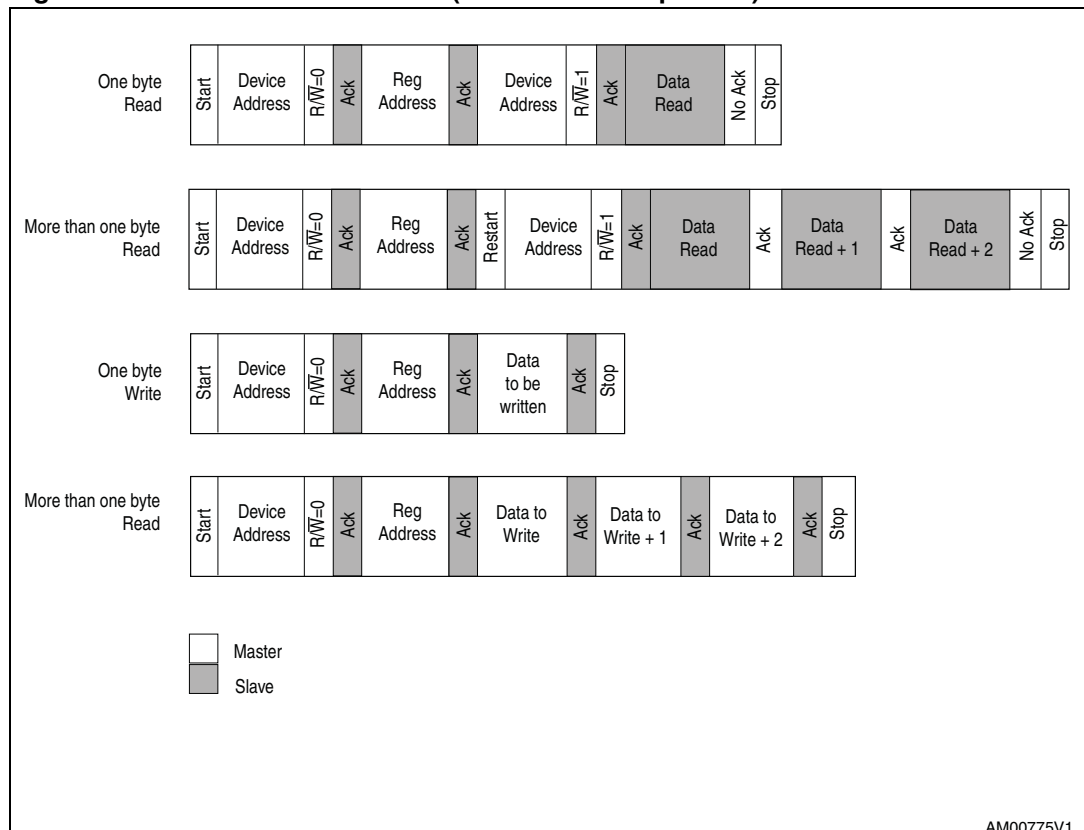 One byte
Read
Start
Device
Address
R/W̅=0
Ack
Reg
Address
Ack
Device
Address
R/W̅=1
Ack
Data
Read
No Ack
Stop
More than one byte
Read
Start
Device
Address
R/W̅=0
Ack
Reg
Address
Ack
Restart
Device
Address
R/W̅=1
Ack
Data
Read
Ack
Data
Read + 1
Ack
Data
Read + 2
No Ack
Stop
One byte
Write
Start
Device
Address
R/W̅=0
Ack
Reg
Address
Ack
Data
to be
written
Ack
Stop
More than one byte
Read
Start
Device
Address
R/W̅=0
Ack
Reg
Address
Ack
Data to
Write
Ack
Data to
Write + 1
Ack
Data to
Write + 2
Ack
Stop
Master
Slave
AM00775V1